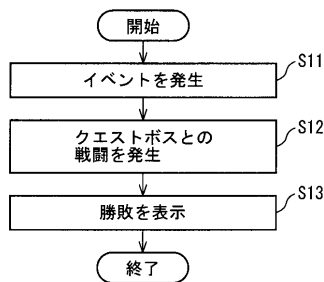 開始
S11
イベントを発生
S12
クエストボスとの
戦闘を発生
S13
勝敗を表示
終了